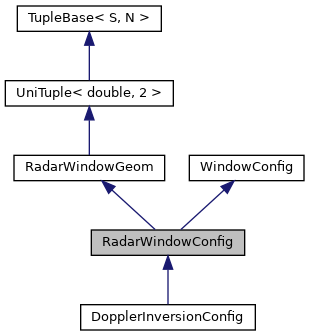 TupleBase< S, N >
UniTuple< double, 2 >
RadarWindowGeom
WindowConfig
RadarWindowConfig
DopplerInversionConfig